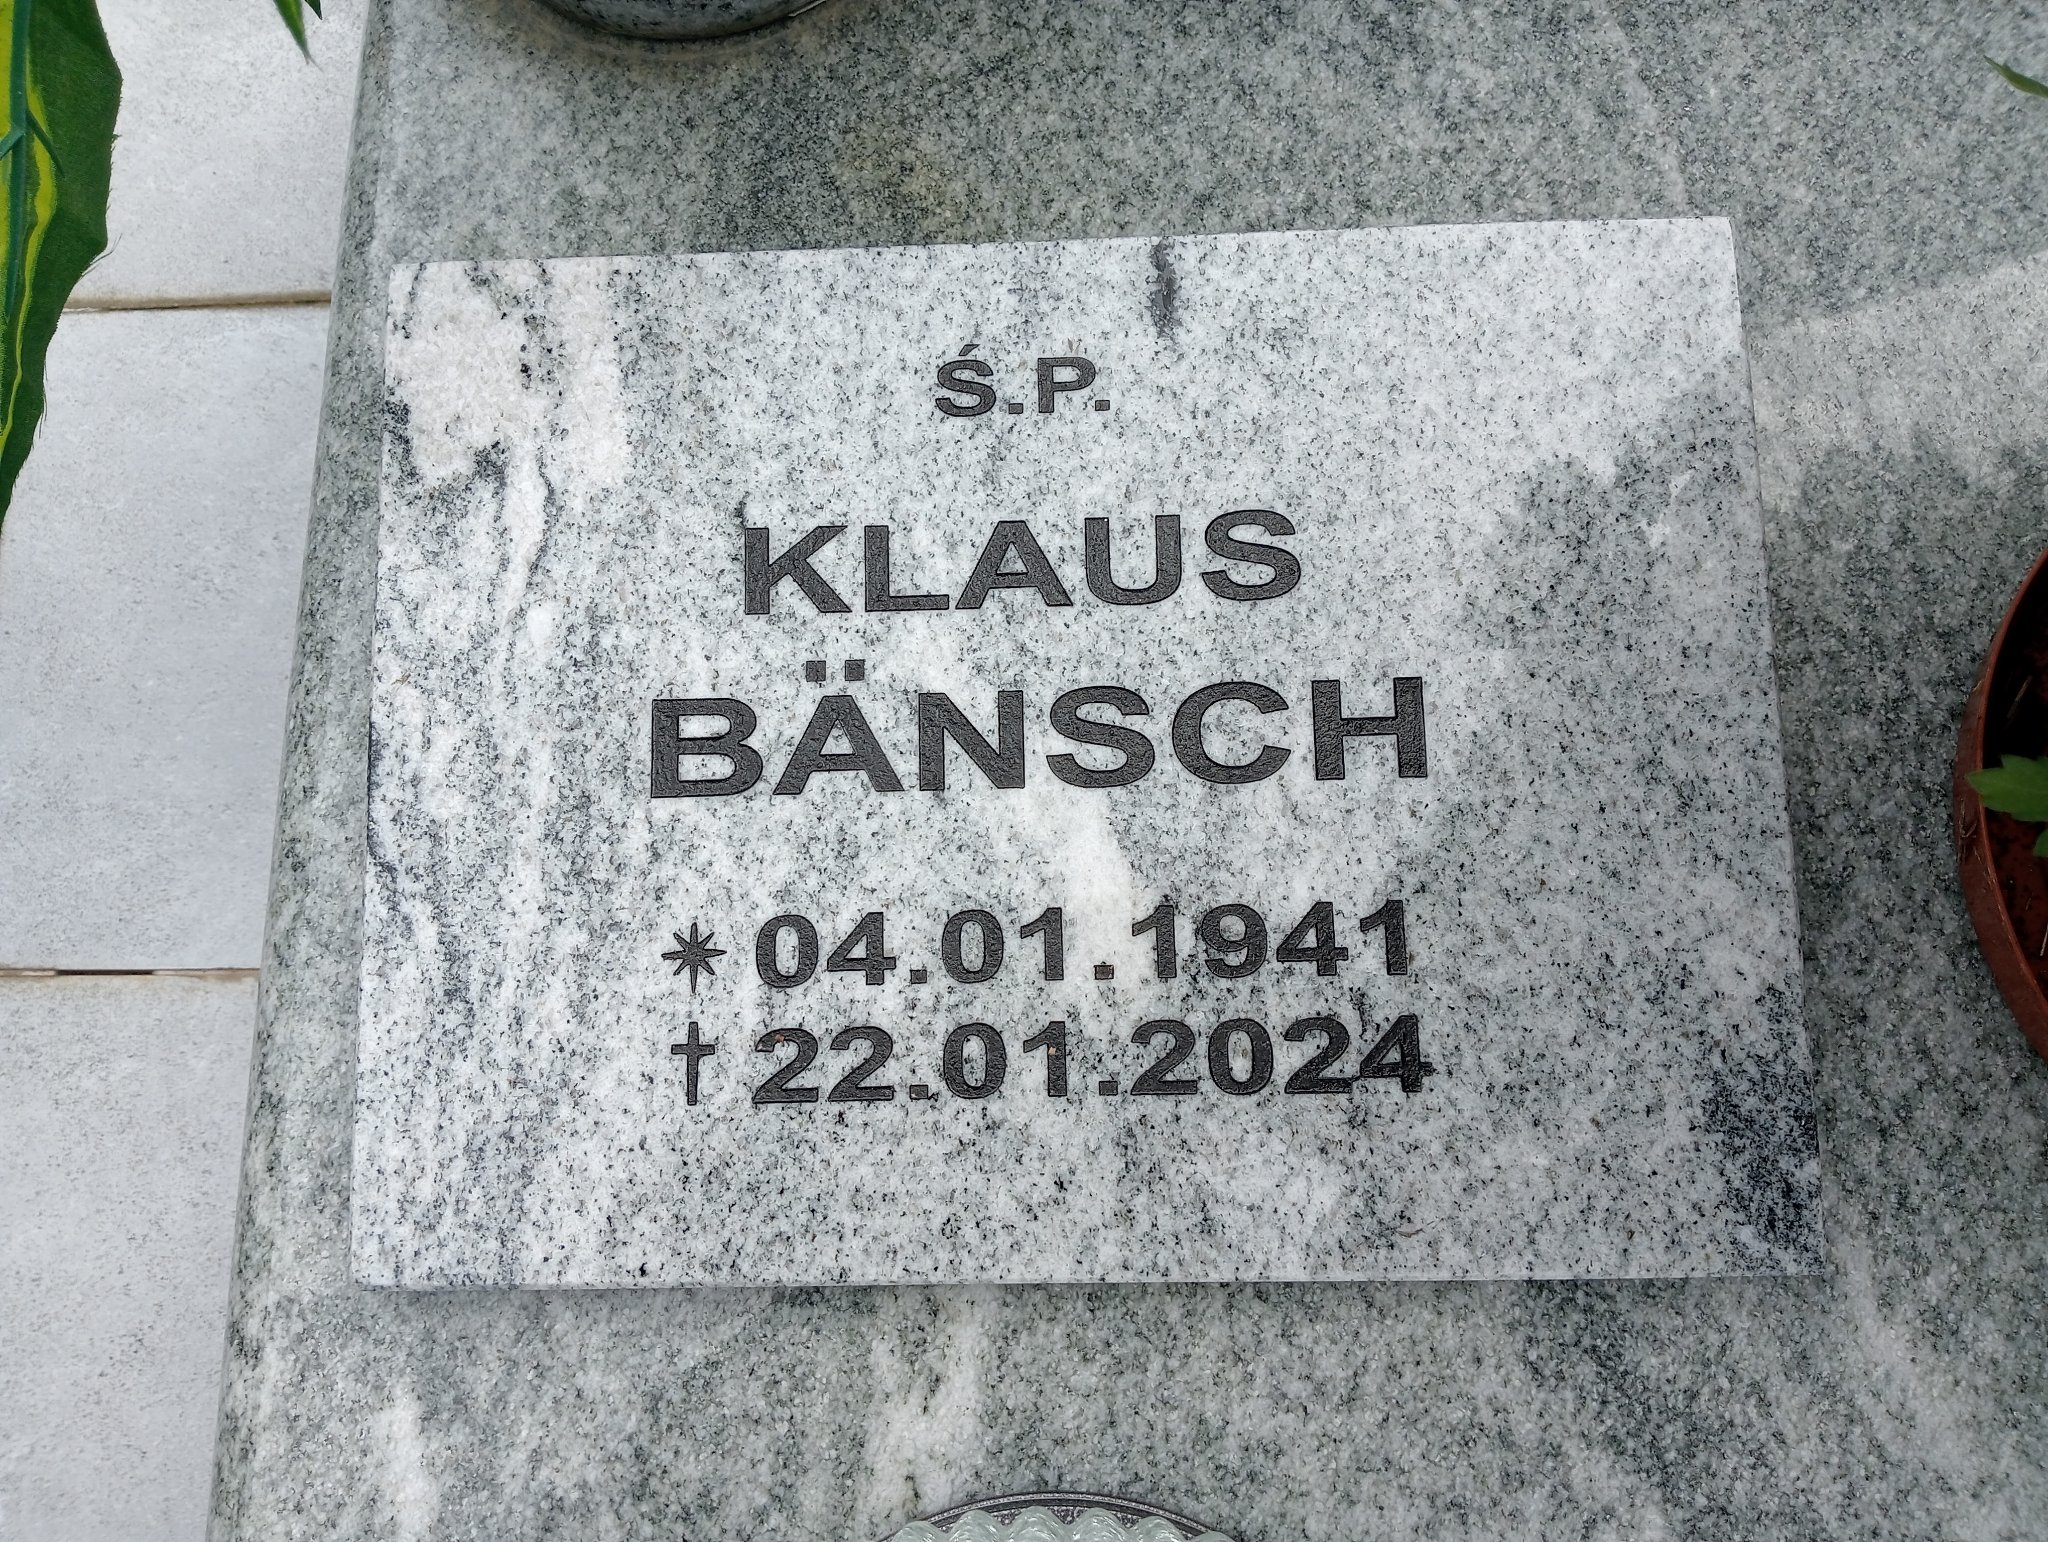 Ś.P.
KLAUS
BÄNSCH
* 04.01.1941
† 22.01.2024